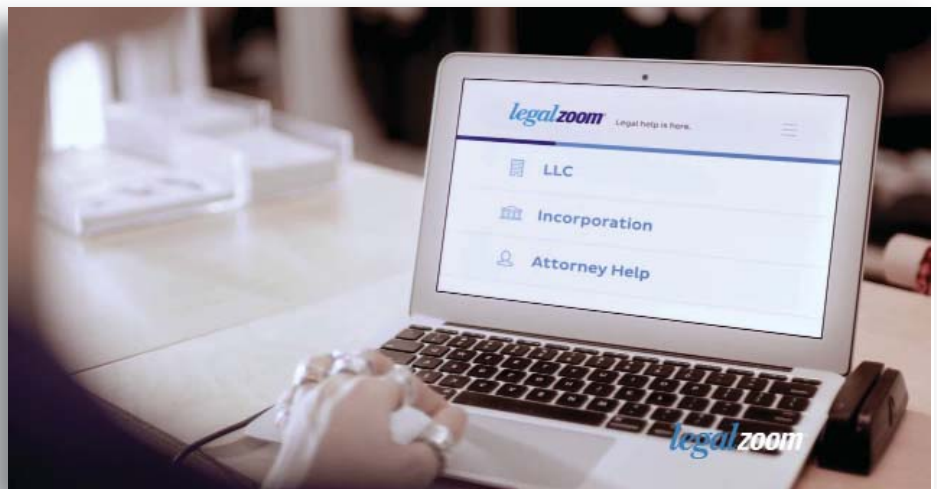 legalzoom Legal help is here.
LLC
Incorporation
Attorney Help
legalzoom